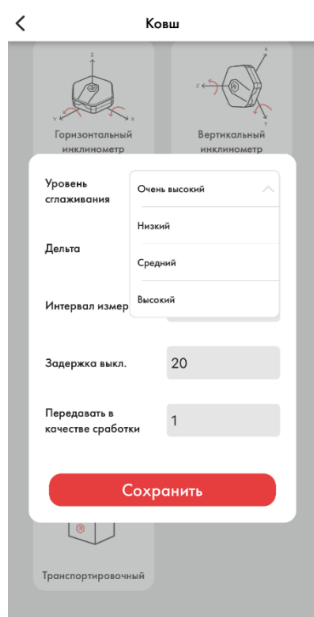 Ковш
Горизонтальный
инклинометр
Вертикальный
инклинометр
Уровень
сглаживания
Очень высокий
Низкий
Средний
Высокий
Дельта
Интервал измер
Задержка выкл.
20
Передавать в
качестве сработки
1
Сохранить
Транспортировочный